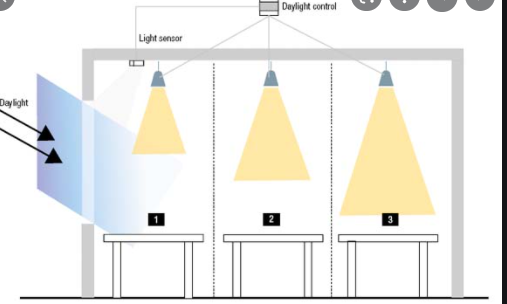 Daylight control
Light sensor
Daylight
1
2
3